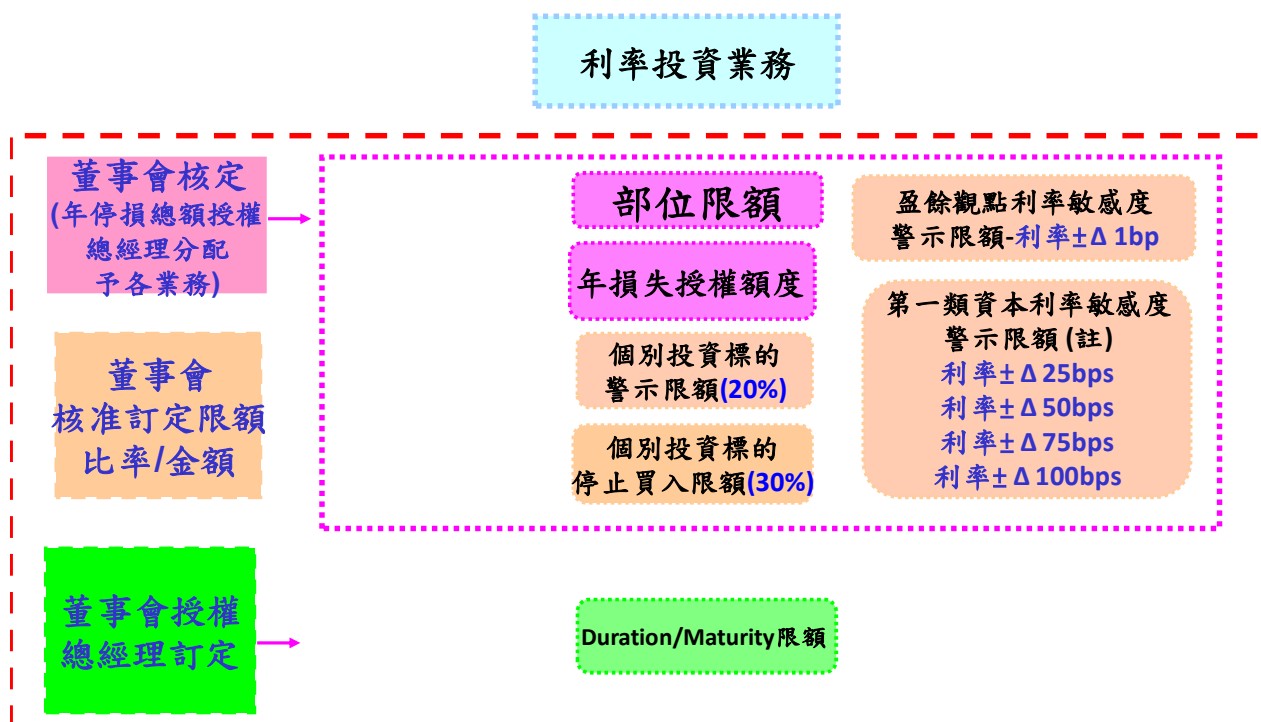 利率投資業務
董事會核定
(年停損總額授權
總經理分配
予各業務)
董事會
核准訂定限額
比率/金額
董事會授權
總經理訂定
部位限額
年損失授權額度
個別投資標的
警示限額(20%)
個別投資標的
停止買入限額(30%)
盈餘觀點利率敏感度
警示限額-利率±Δ 1bp
第一類資本利率敏感度
警示限額 (註)
利率±Δ 25bps
利率±Δ 50bps
利率±Δ 75bps
利率±Δ 100bps
Duration/Maturity限額